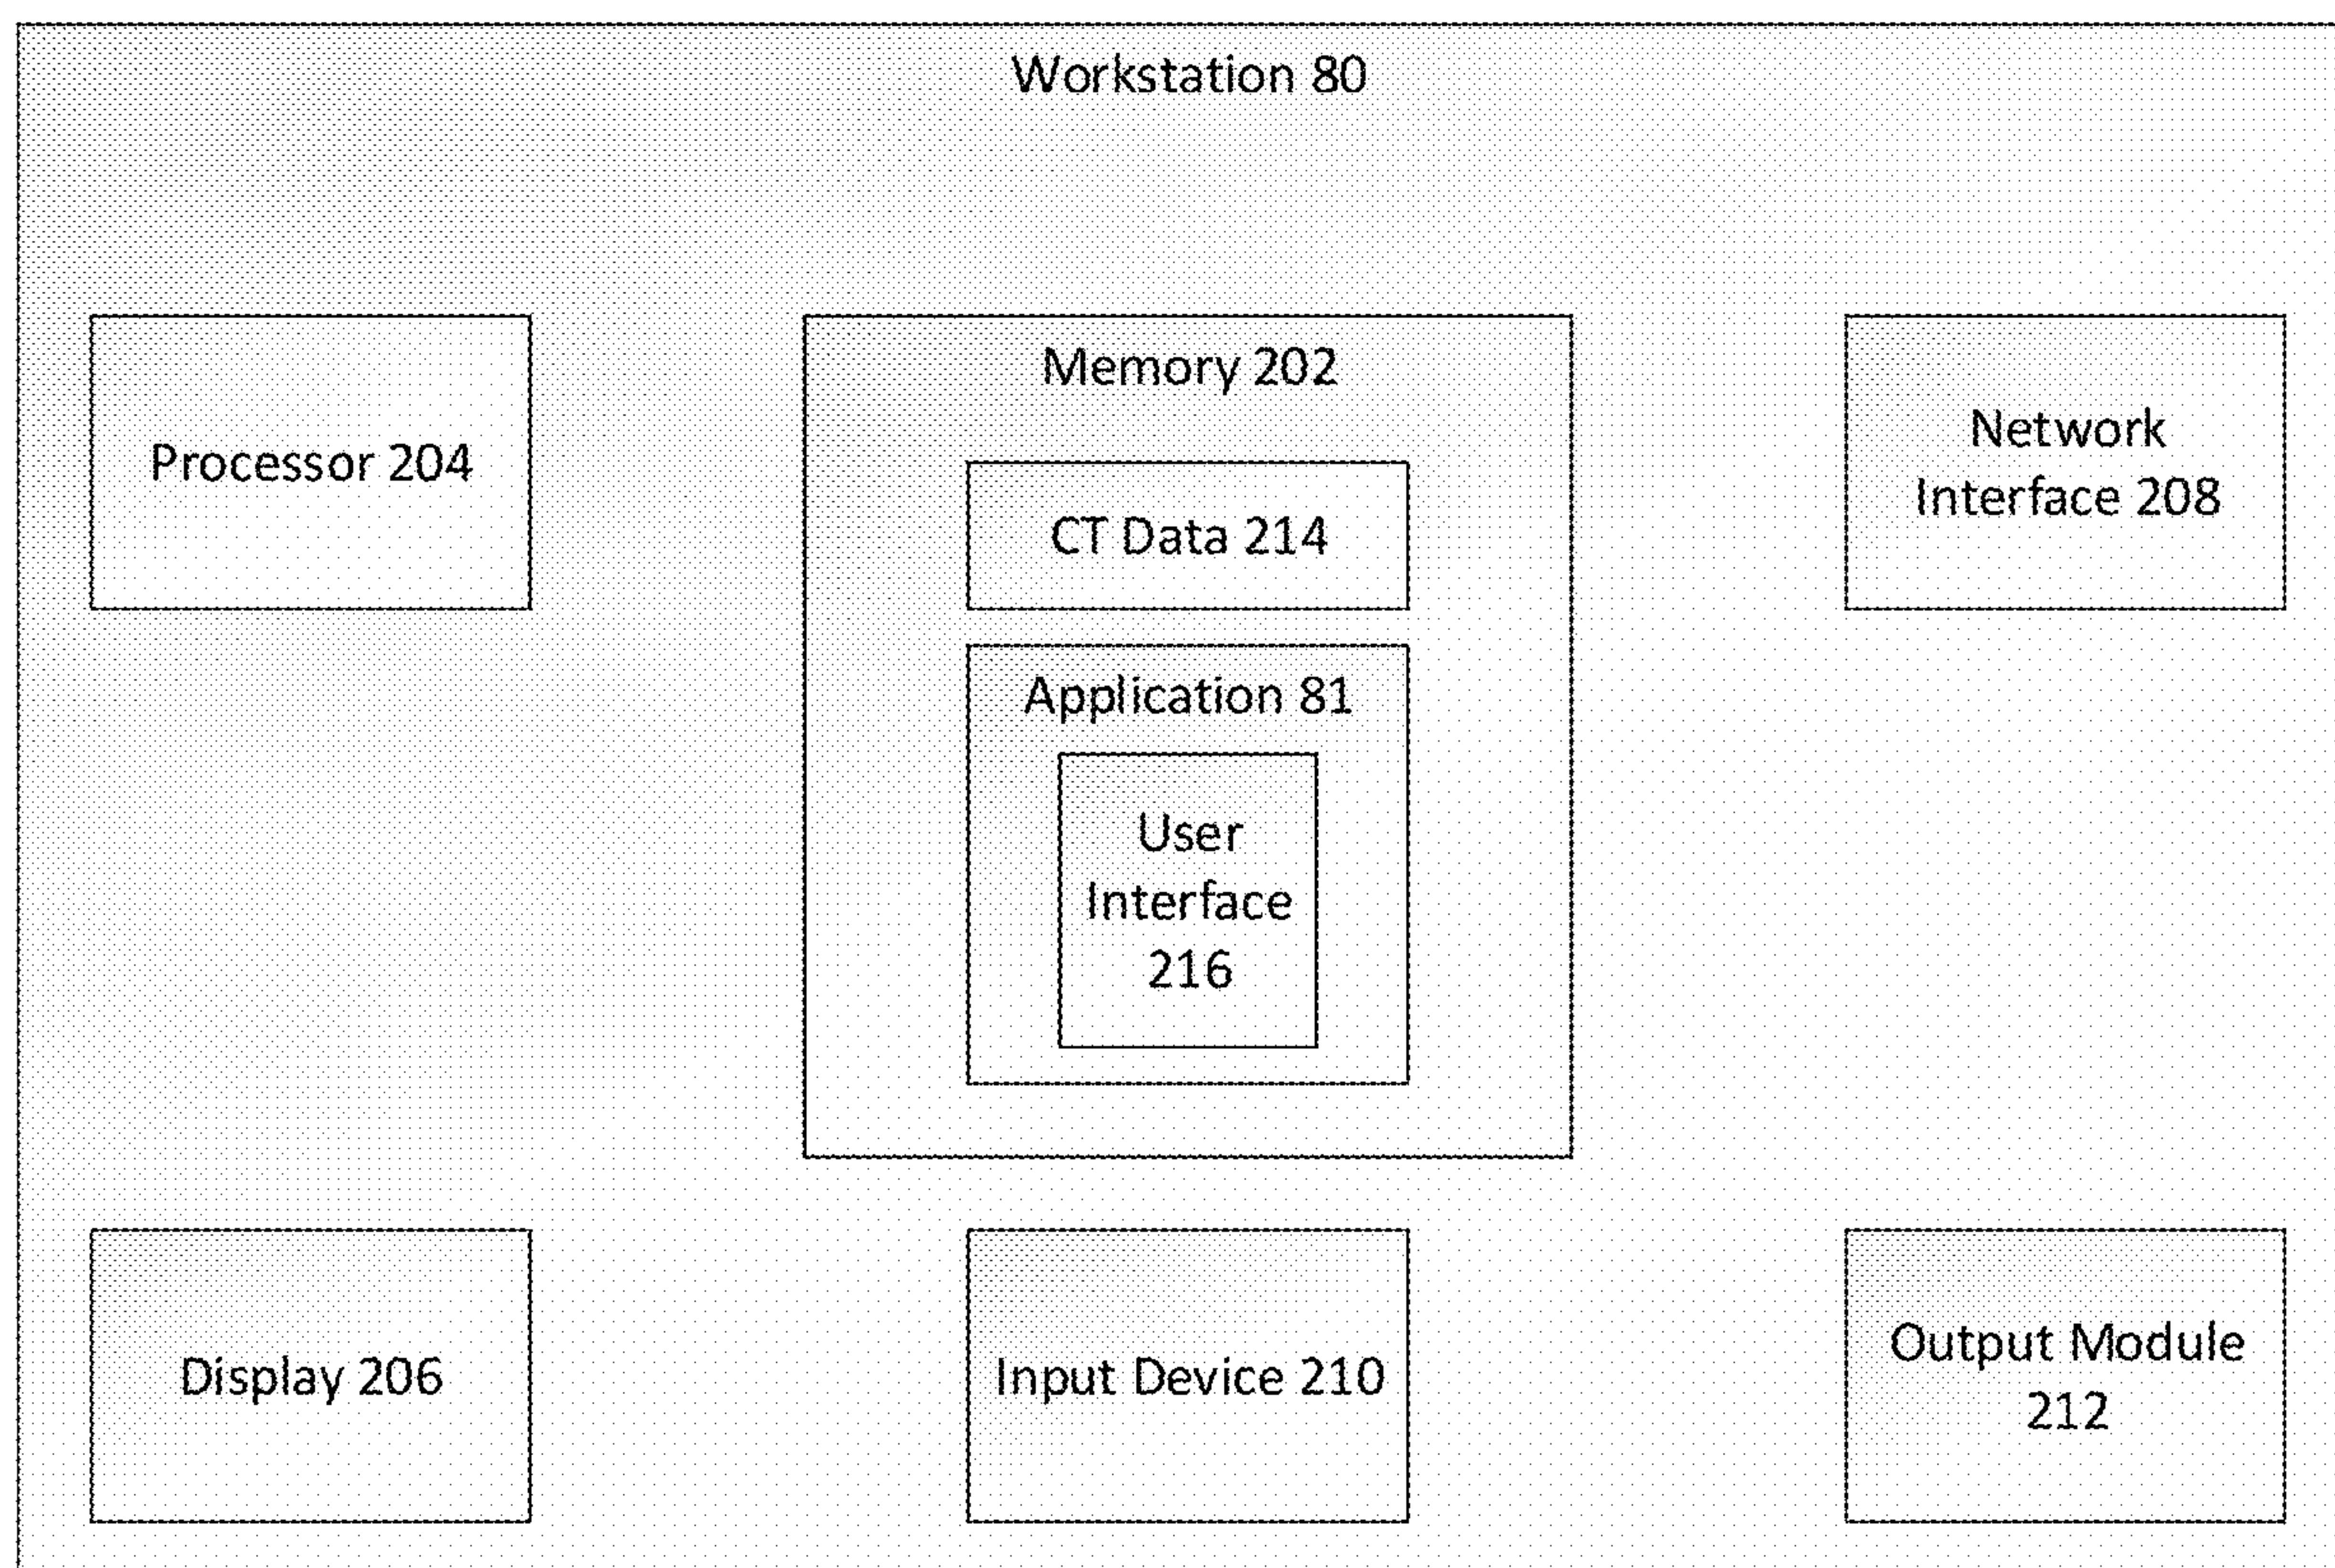 Workstation 80
Processor 204
Memory 202
CT Data 214
Application 81
User
Interface
216
Network
Interface 208
Display 206
Input Device 210
Output Module
212